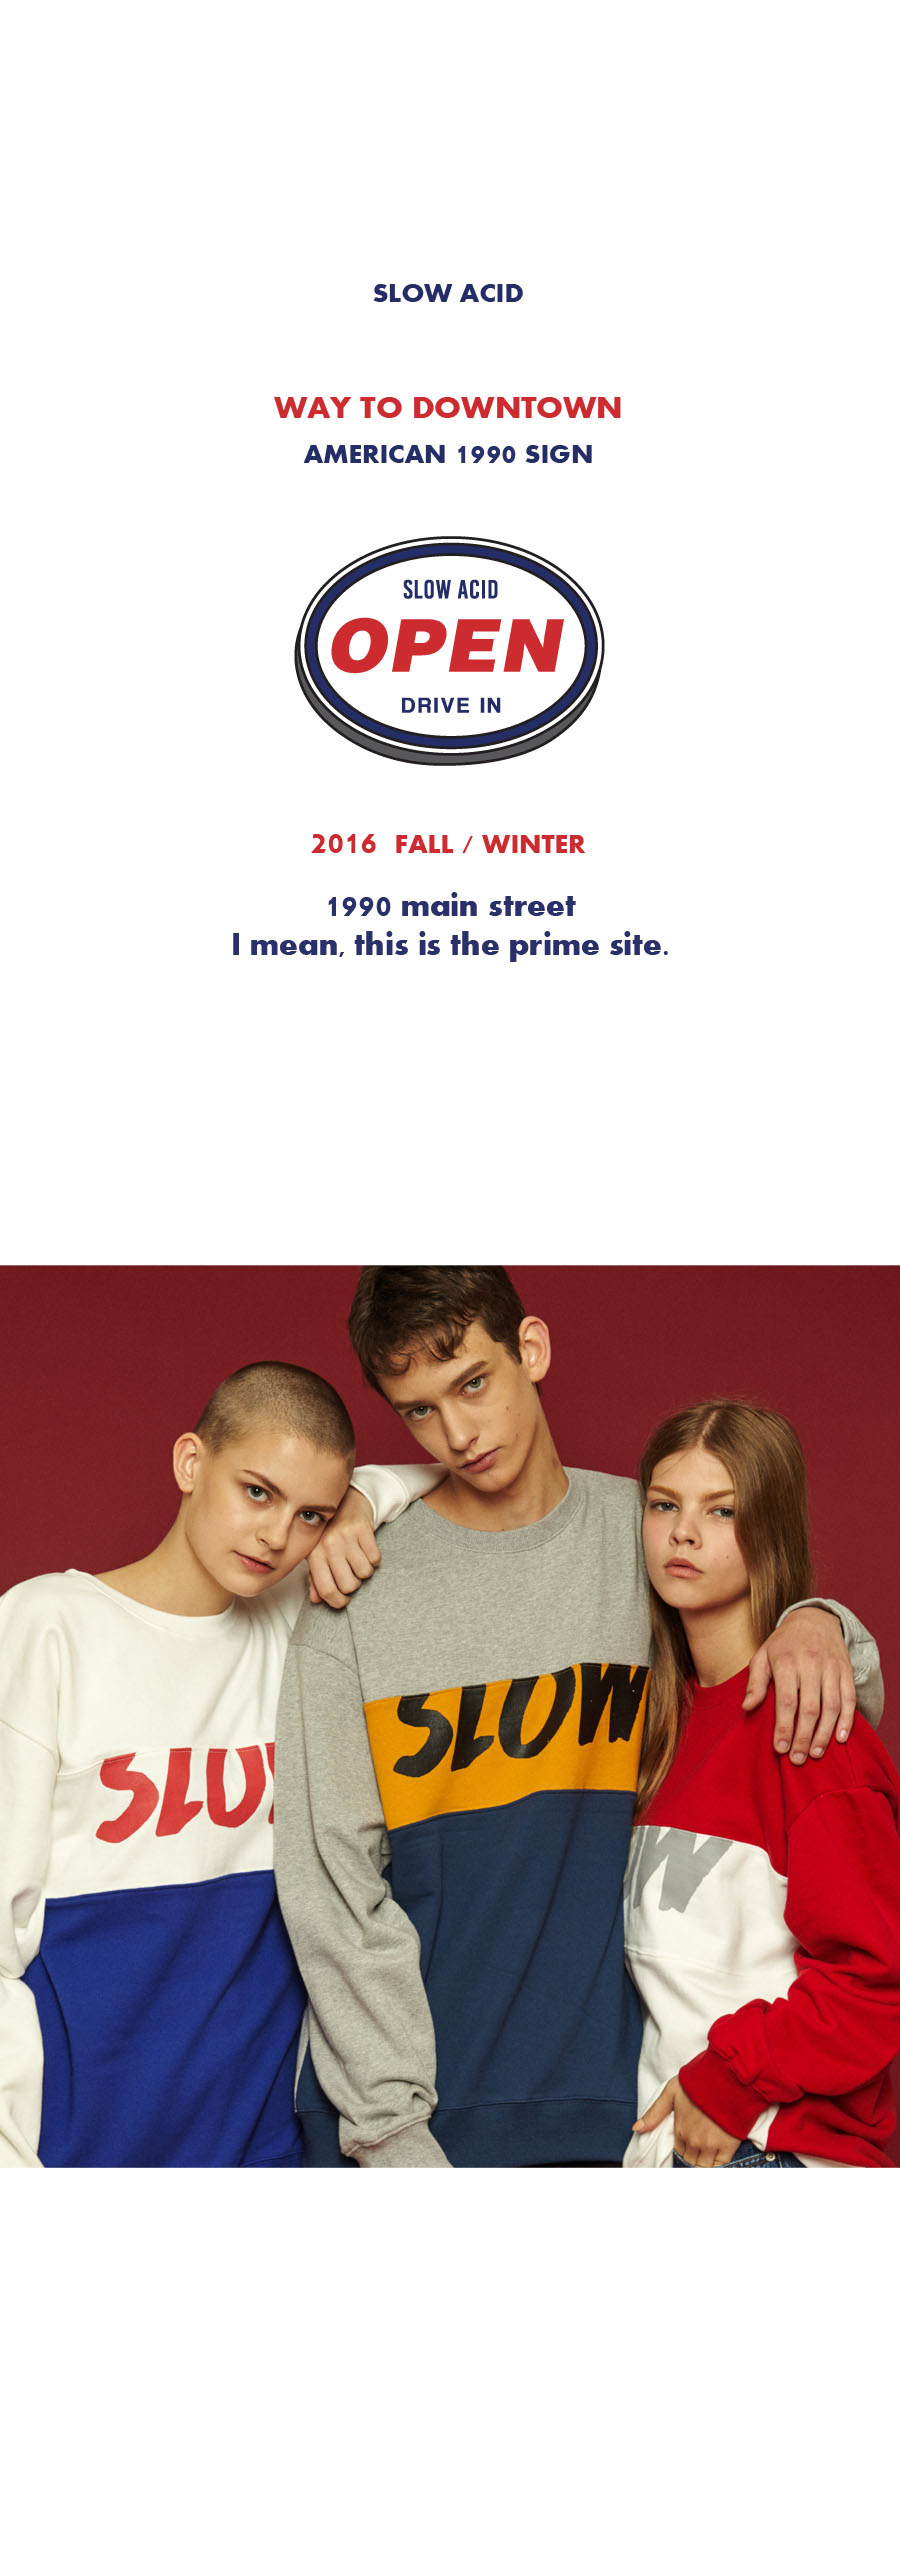 SLOW ACID
WAY TO DOWNTOWN
AMERICAN 1990 SIGN
SLOW ACID
OPEN
DRIVE IN
2016 FALL / WINTER
1990 main street
I mean, this is the prime site.
SLOW
SLOW
W